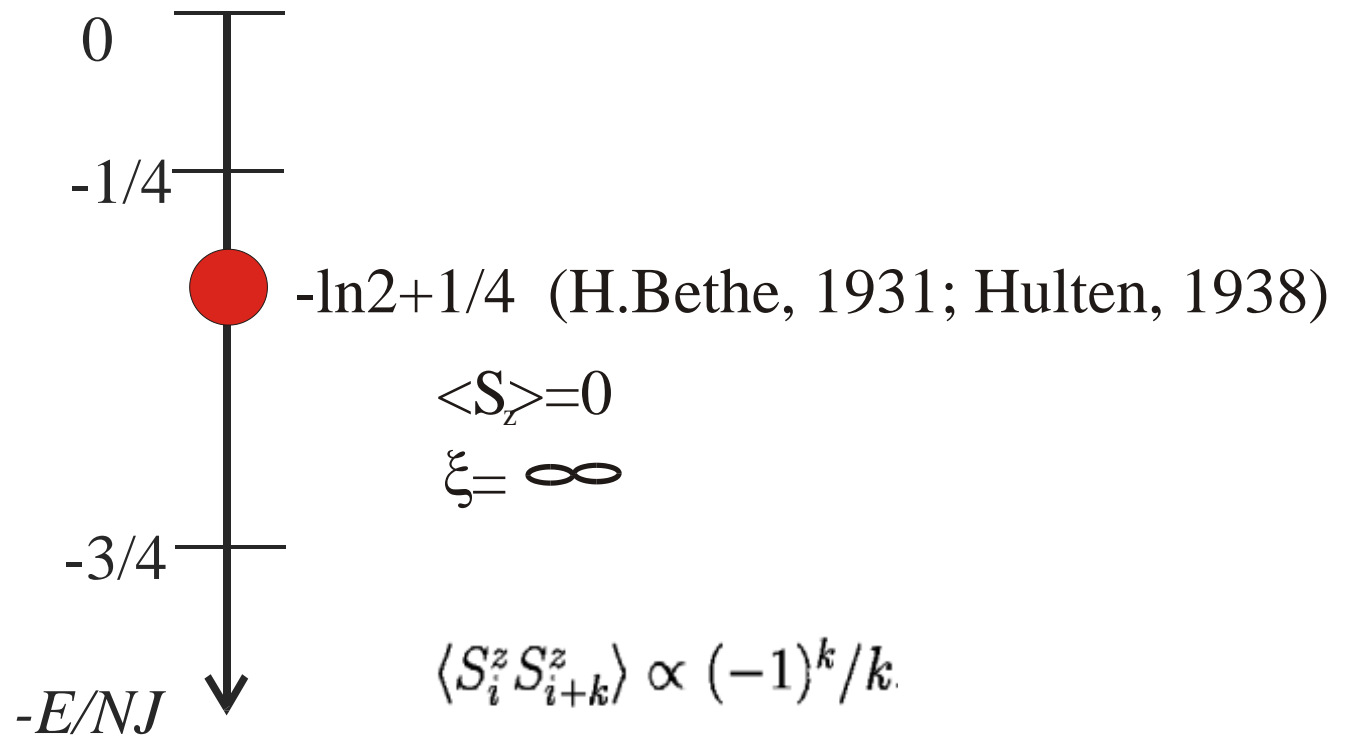 0
-1/4
-ln2+1/4 (H.Bethe, 1931; Hulten, 1938)
<S_z>=0
ξ= ∞
-3/4
⟨S_i^z S_{i+k}^z⟩ ∝ (−1)^k/k.
-E/NJ